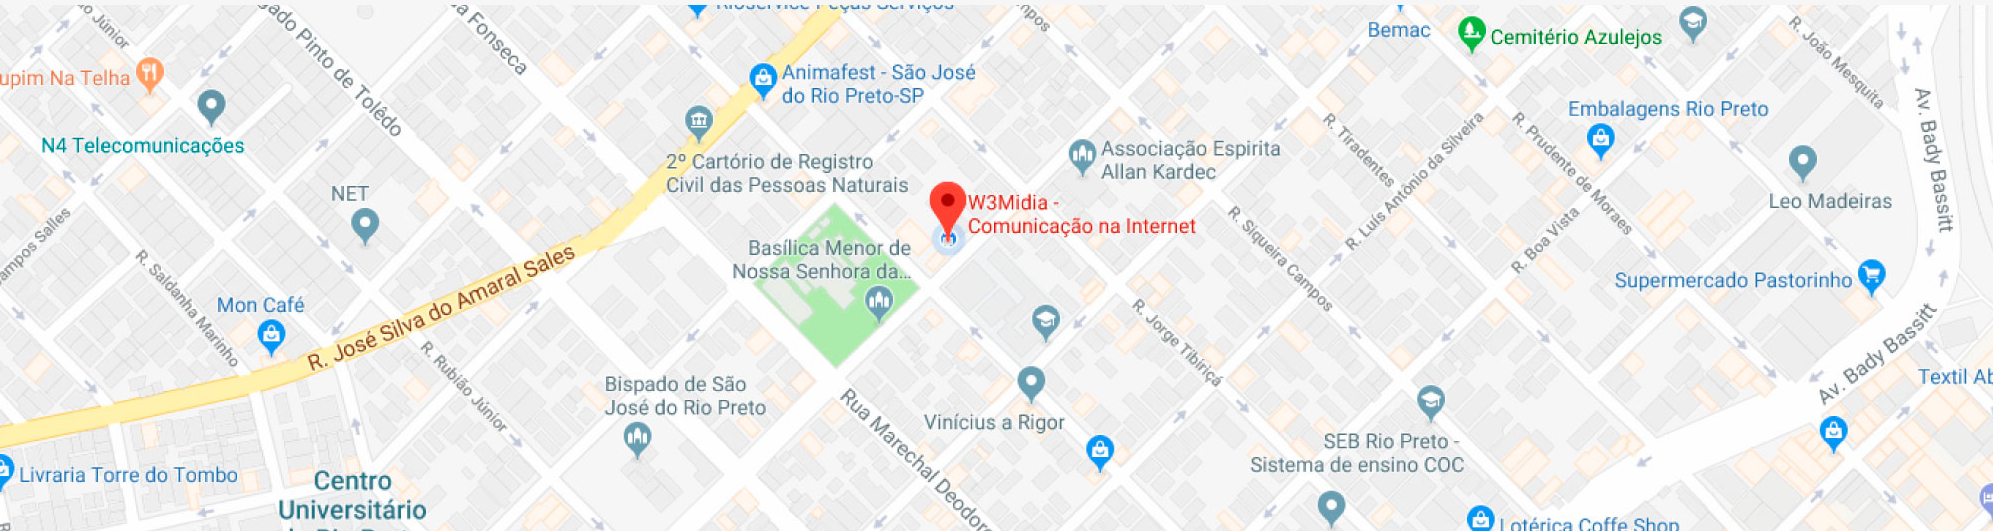 Rioservice Peças Serviços
Júnior
ado Pinto de Tolêdo
Fonseca
mpos
Bemac
Cemitério Azulejos
R. João Mesquita
upim Na Telha
Animafest - São José
do Rio Preto-SP
Embalagens Rio Preto
Av. Bady Bassitt
N4 Telecomunicações
2º Cartório de Registro
Civil das Pessoas Naturais
Associação Espirita
Allan Kardec
R. Tiradentes
R. Luís Antônio da Silveira
R. Prudente de Moraes
Leo Madeiras
NET
W3Midia -
Comunicação na Internet
ampos Salles
R. Saldanha Marinho
Basílica Menor de
Nossa Senhora da...
R. Siqueira Campos
R. Boa Vista
Supermercado Pastorinho
Mon Café
R. José Silva do Amaral Sales
R. Jorge Tibiriçá
Av. Bady Bassitt
R. Rubião Júnior
Bispado de São
José do Rio Preto
Rua Marechal Deodoro
Vinícius a Rigor
Textil Ab
SEB Rio Preto -
Sistema de ensino COC
Livraria Torre do Tombo
Centro
Universitário
Lotérica Coffe Shop